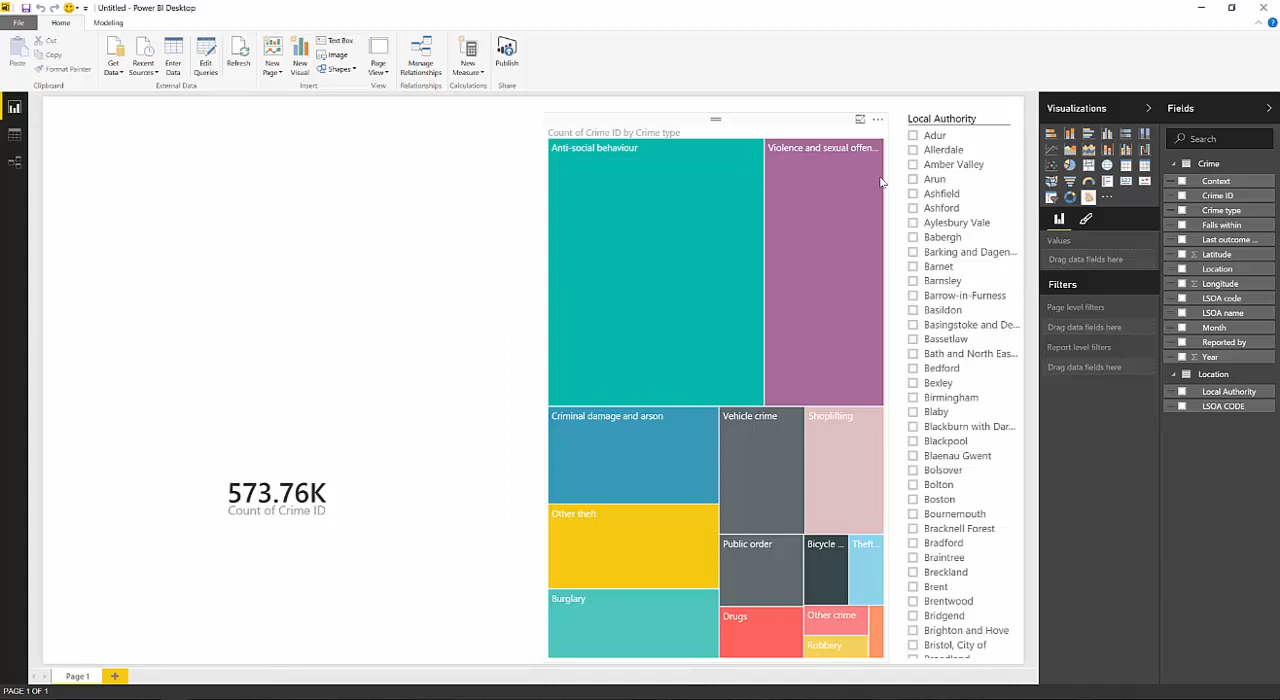 Untitled - Power BI Desktop
File
Home
Modeling
Paste
Cut
Copy
Format Painter
Clipboard
Get Data
Recent Sources
Enter Data
Edit Queries
Refresh
External Data
New Page
New Visual
Text Box
Image
Shapes
Insert
Page View
View
Manage Relationships
Relationships
New Measure
Calculations
Publish
Share
573.76K
Count of Crime ID
Count of Crime ID by Crime type
Anti-social behaviour
Violence and sexual offen...
Criminal damage and arson
Vehicle crime
Shoplifting
Other theft
Public order
Bicycle ...
Theft...
Burglary
Drugs
Other crime
Robbery
Local Authority
Adur
Allerdale
Amber Valley
Arun
Ashfield
Ashford
Aylesbury Vale
Babergh
Barking and Dagen...
Barnet
Barnsley
Barrow-in-Furness
Basildon
Basingstoke and De...
Bassetlaw
Bath and North Eas...
Bedford
Bexley
Birmingham
Blaby
Blackburn with Dar...
Blackpool
Blaenau Gwent
Bolsover
Bolton
Boston
Bournemouth
Bracknell Forest
Bradford
Braintree
Breckland
Brent
Brentwood
Bridgend
Brighton and Hove
Bristol, City of
Visualizations
Values
Drag data fields here
Filters
Page level filters
Drag data fields here
Report level filters
Drag data fields here
Fields
Search
Crime
Context
Crime ID
Crime type
Falls within
Last outcome ...
Latitude
Location
Longitude
LSOA code
LSOA name
Month
Reported by
Year
Location
Local Authority
LSOA CODE
Page 1
PAGE 1 OF 1